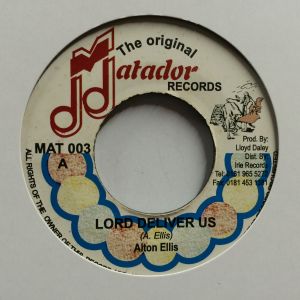 The original
Matador
RECORDS
MAT 003
A
Prod. By:
Lloyd Daley
Dist. By
Irie Records
LORD DELIVER US
(A. Ellis)
Alton Ellis
ALL RIGHTS OF THE OWNER OF THE